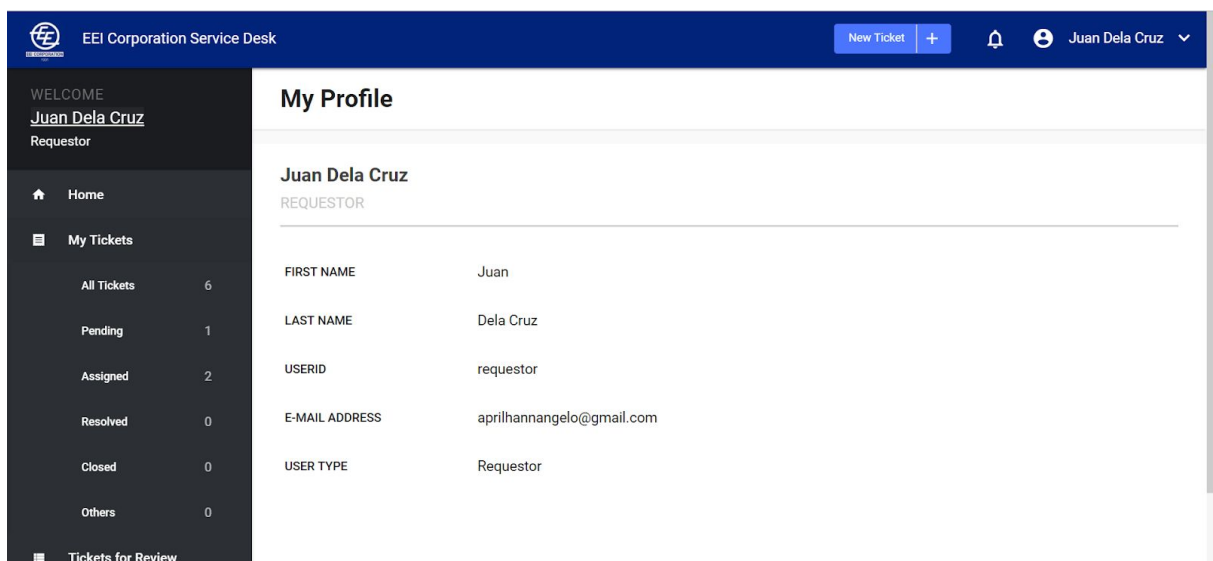 EEI Corporation Service Desk
New Ticket +
Juan Dela Cruz
EEI CORPORATION
WELCOME
Juan Dela Cruz
Requestor
Home
My Tickets
All Tickets 6
Pending 1
Assigned 2
Resolved 0
Closed 0
Others 0
Tickets for Review
My Profile
Juan Dela Cruz
REQUESTOR
FIRST NAME Juan
LAST NAME Dela Cruz
USERID requestor
E-MAIL ADDRESS aprilhannangelo@gmail.com
USER TYPE Requestor